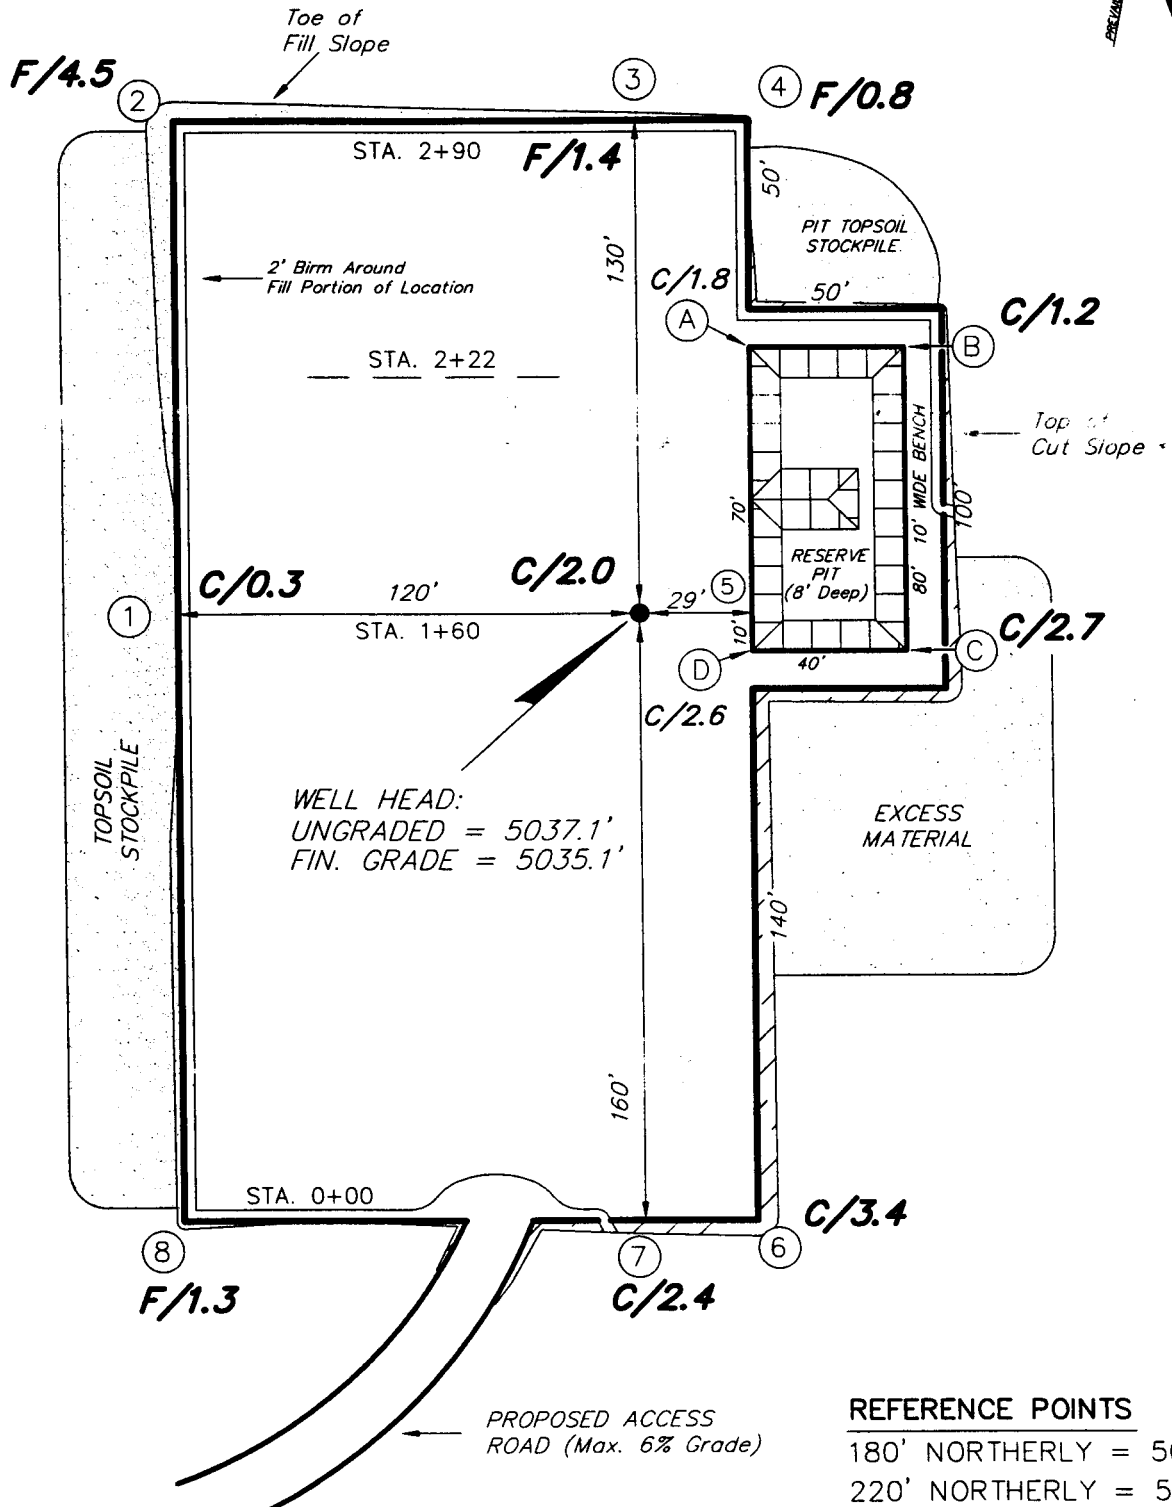 Toe of
Fill Slope
F/4.5
2
3
4
F/0.8
STA. 2+90
F/1.4
50'
PIT TOPSOIL
STOCKPILE
2' Birm Around
Fill Portion of Location
130'
C/1.8
50'
C/1.2
A
B
STA. 2+22
Top of
Cut Slope
10' WIDE BENCH
100'
70'
RESERVE
PIT
(8' Deep)
80'
C/0.3
120'
C/2.0
5
29'
1
STA. 1+60
10'
C/2.7
D
40'
C
C/2.6
TOPSOIL
STOCKPILE
WELL HEAD:
UNGRADED = 5037.1'
FIN. GRADE = 5035.1'
EXCESS
MATERIAL
140'
160'
STA. 0+00
C/3.4
8
7
6
F/1.3
C/2.4
PROPOSED ACCESS
ROAD (Max. 6% Grade)
REFERENCE POINTS
180' NORTHERLY =
220' NORTHERLY =